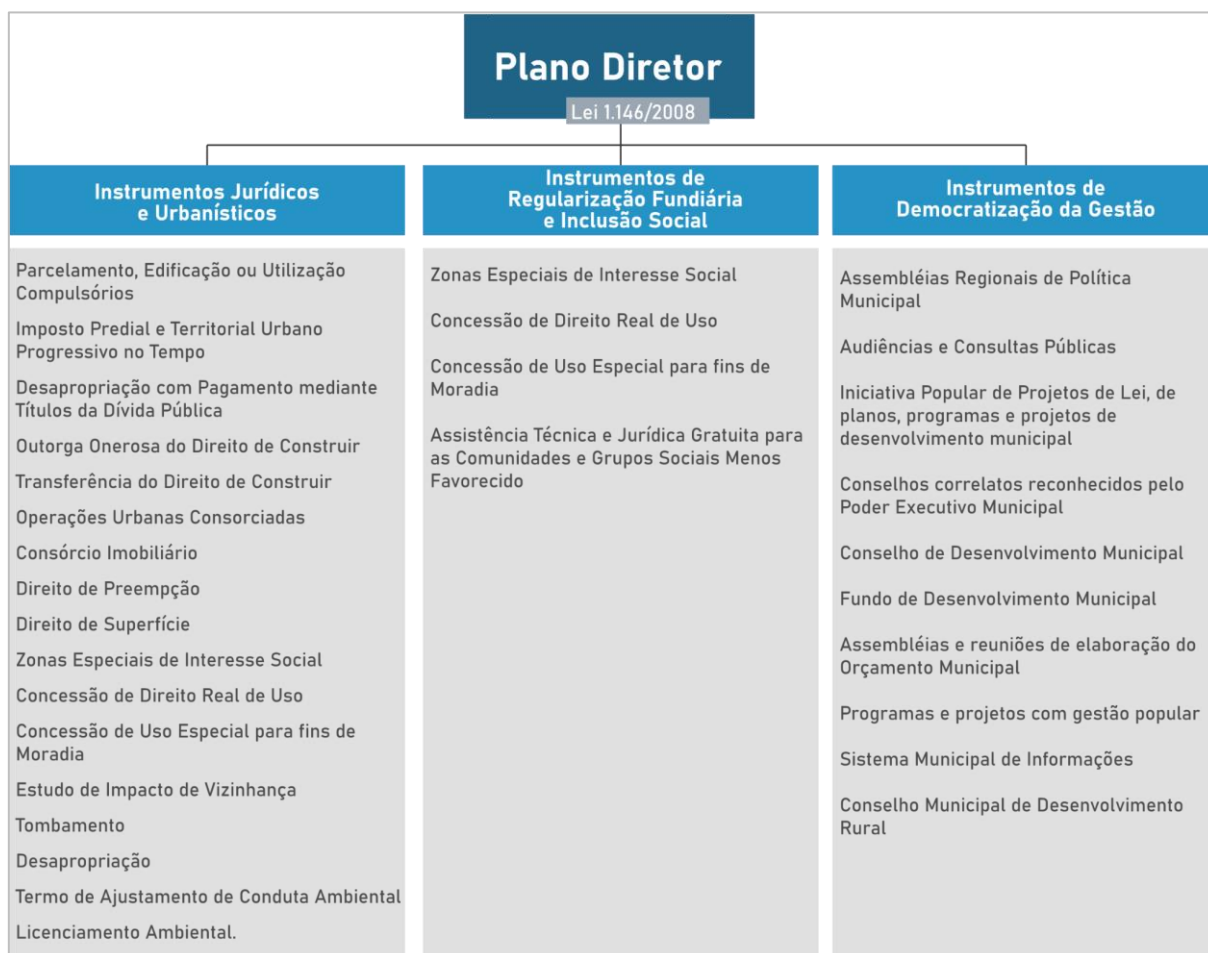 Plano Diretor
Lei 1.146/2008
Instrumentos Jurídicos
e Urbanísticos
Parcelamento, Edificação ou Utilização
Compulsórios
Imposto Predial e Territorial Urbano
Progressivo no Tempo
Desapropriação com Pagamento mediante
Títulos da Dívida Pública
Outorga Onerosa do Direito de Construir
Transferência do Direito de Construir
Operações Urbanas Consorciadas
Consórcio Imobiliário
Direito de Preempção
Direito de Superfície
Zonas Especiais de Interesse Social
Concessão de Direito Real de Uso
Concessão de Uso Especial para fins de
Moradia
Estudo de Impacto de Vizinhança
Tombamento
Desapropriação
Termo de Ajustamento de Conduta Ambiental
Licenciamento Ambiental.
Instrumentos de
Regularização Fundiária
e Inclusão Social
Zonas Especiais de Interesse Social
Concessão de Direito Real de Uso
Concessão de Uso Especial para fins de
Moradia
Assistência Técnica e Jurídica Gratuita para
as Comunidades e Grupos Sociais Menos
Favorecido
Instrumentos de
Democratização da Gestão
Assembléias Regionais de Política
Municipal
Audiências e Consultas Públicas
Iniciativa Popular de Projetos de Lei, de
planos, programas e projetos de
desenvolvimento municipal
Conselhos correlatos reconhecidos pelo
Poder Executivo Municipal
Conselho de Desenvolvimento Municipal
Fundo de Desenvolvimento Municipal
Assembléias e reuniões de elaboração do
Orçamento Municipal
Programas e projetos com gestão popular
Sistema Municipal de Informações
Conselho Municipal de Desenvolvimento
Rural